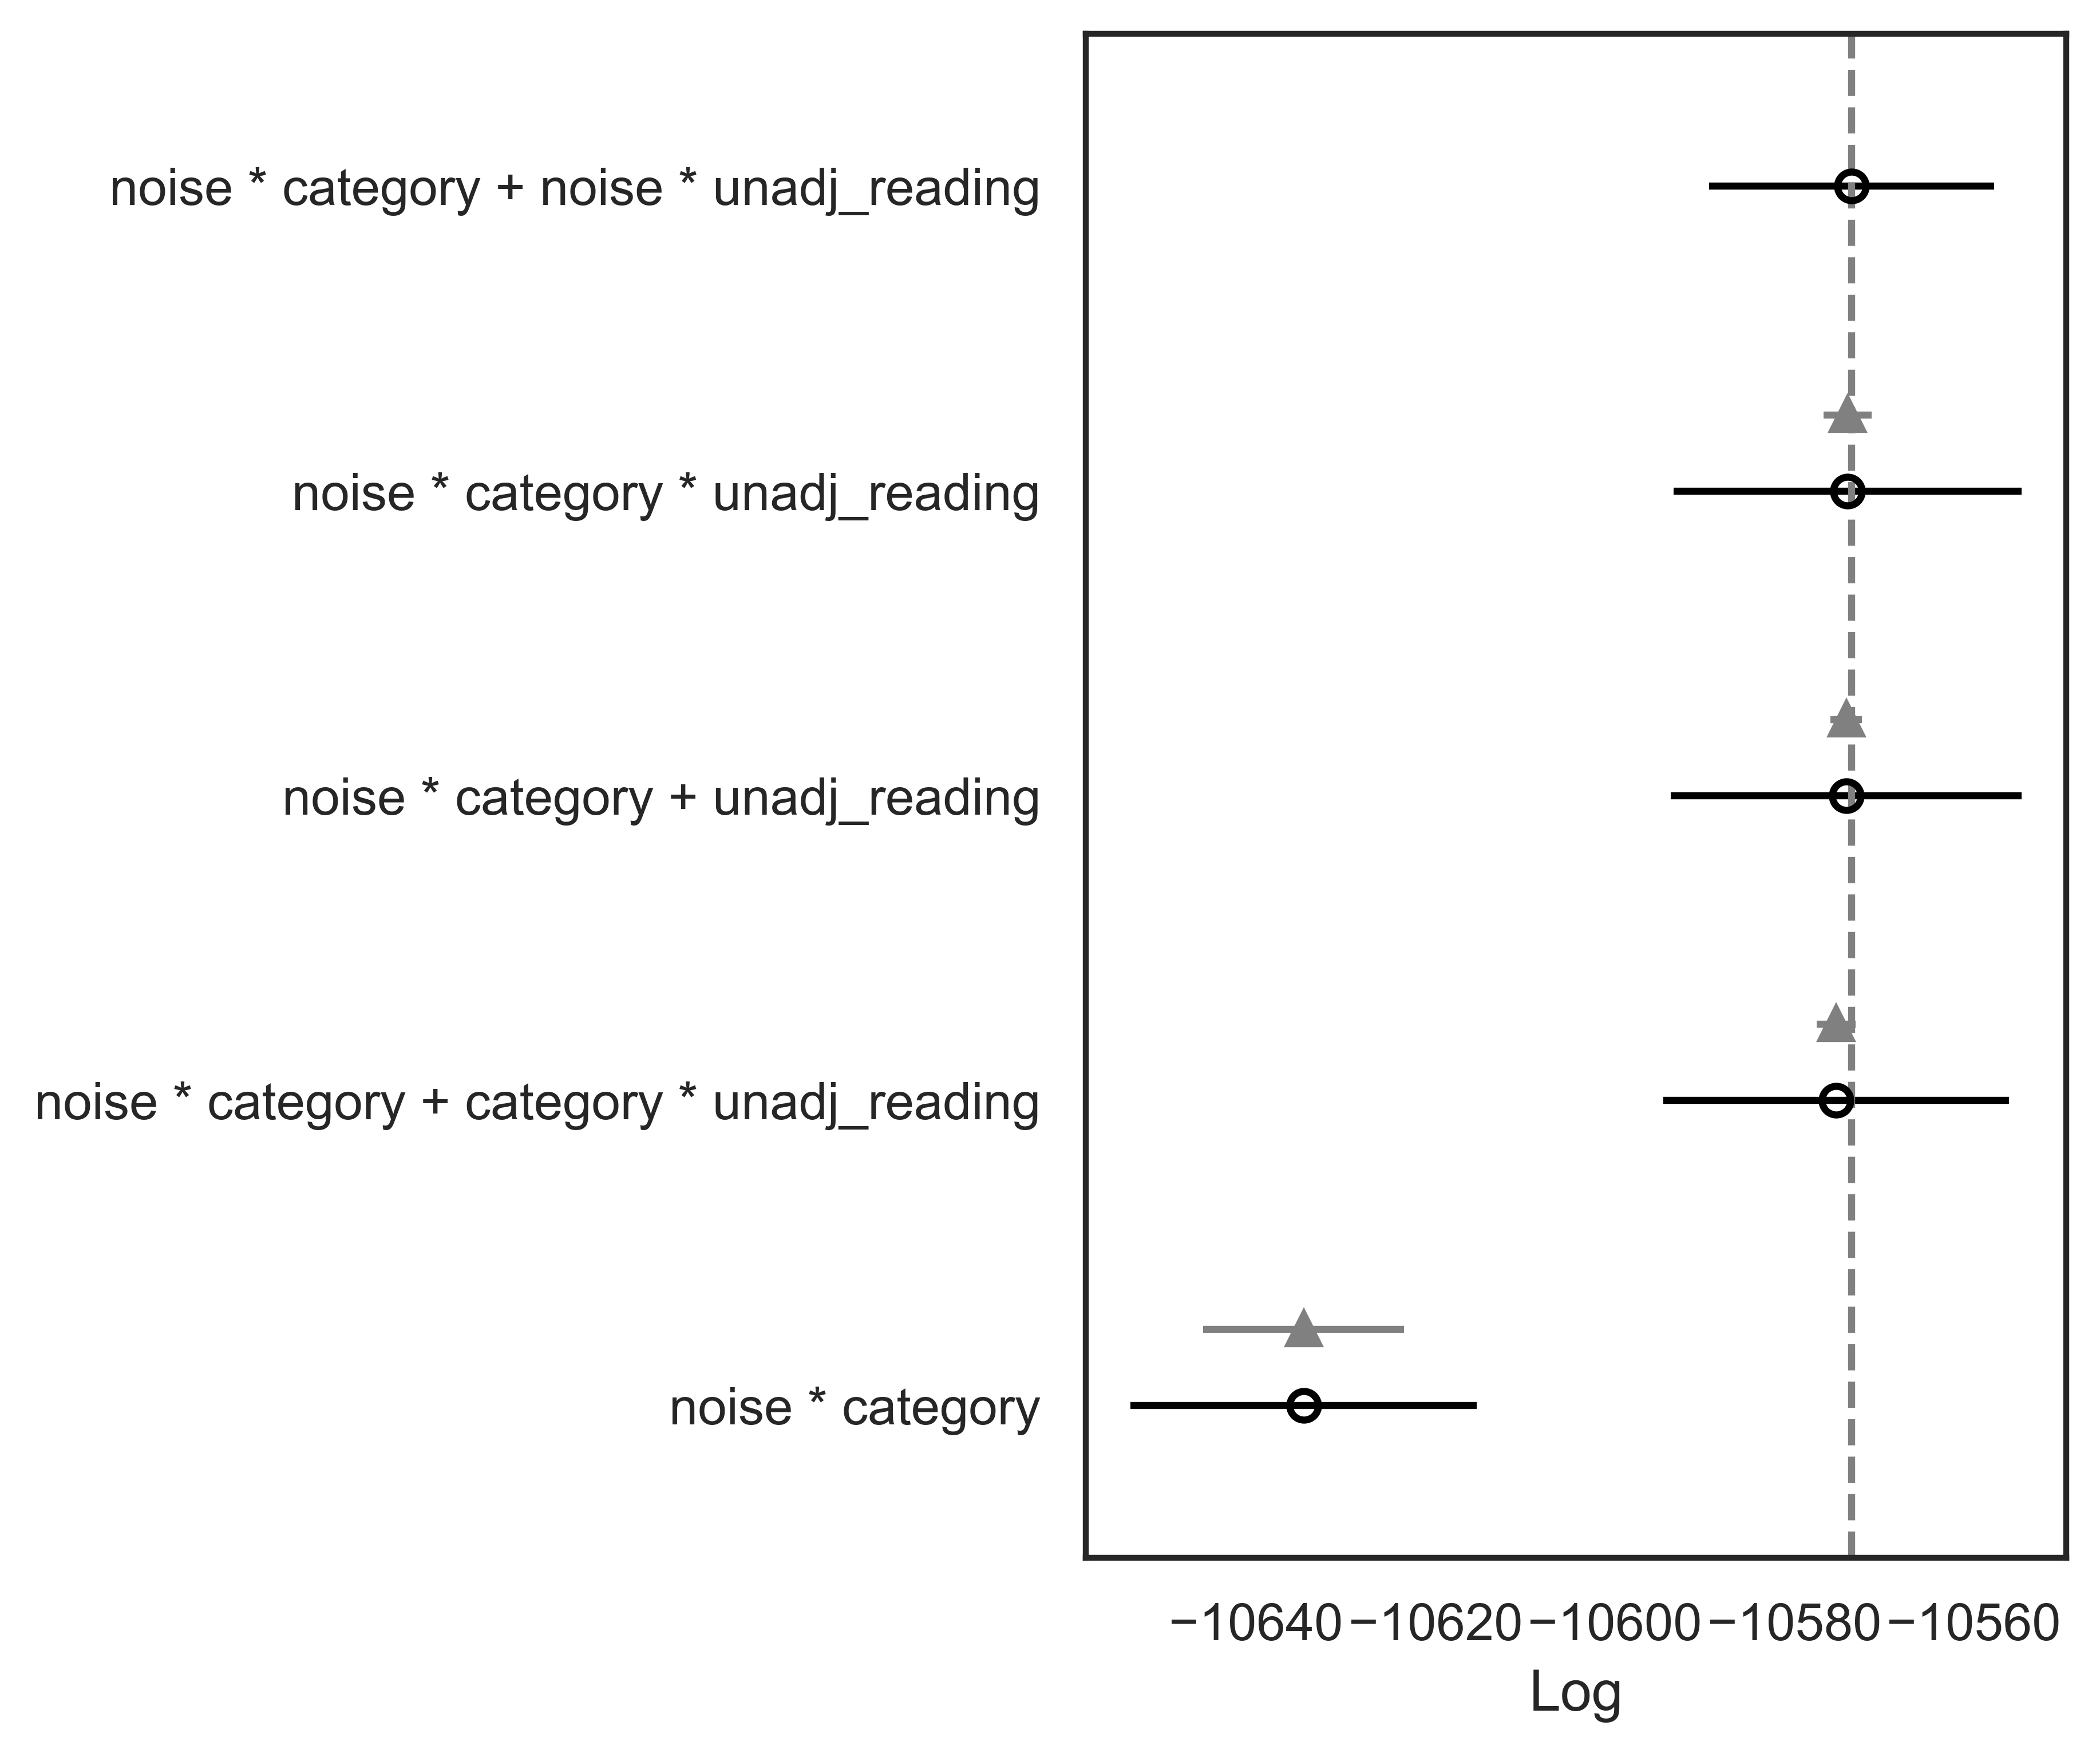 noise * category + noise * unadj_reading
noise * category * unadj_reading
noise * category + unadj_reading
noise * category + category * unadj_reading
noise * category
−10640 −10620 −10600 −10580 −10560
Log